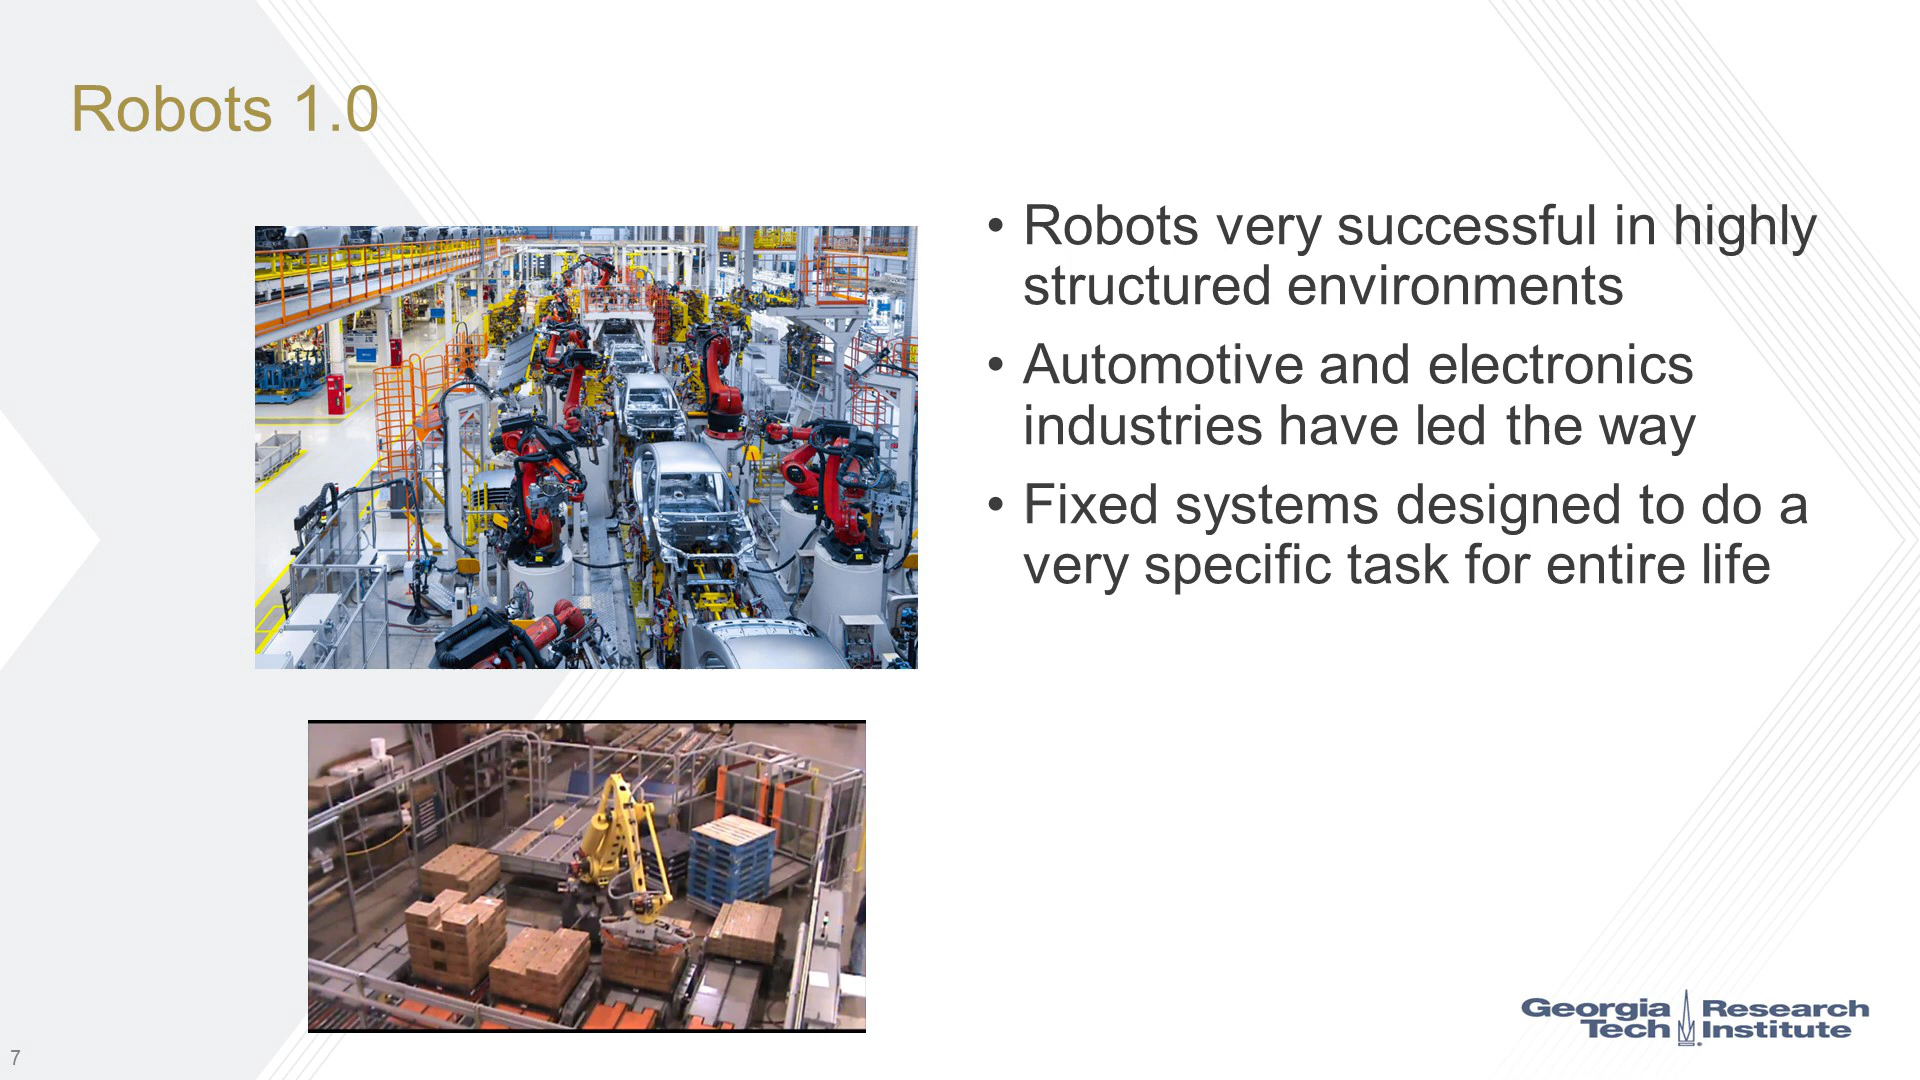 Robots 1.0
• Robots very successful in highly
structured environments
• Automotive and electronics
industries have led the way
• Fixed systems designed to do a
very specific task for entire life
Georgia Research
Tech Institute
7